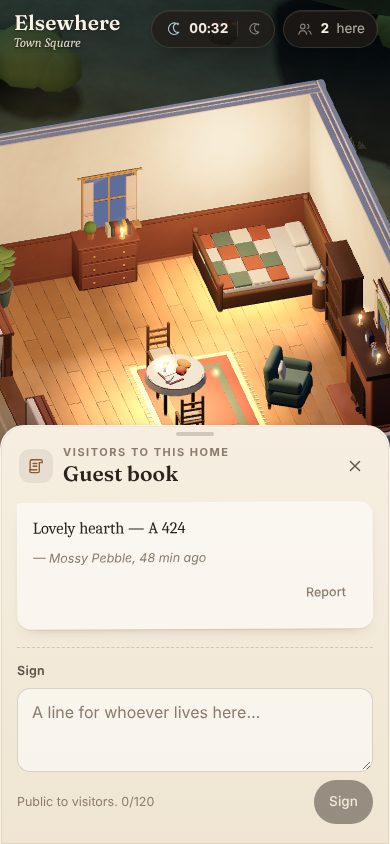 Elsewhere
Town Square
00:32
2 here
VISITORS TO THIS HOME
Guest book
Lovely hearth — A 424
— Mossy Pebble, 48 min ago
Report
Sign
A line for whoever lives here...
Public to visitors. 0/120
Sign